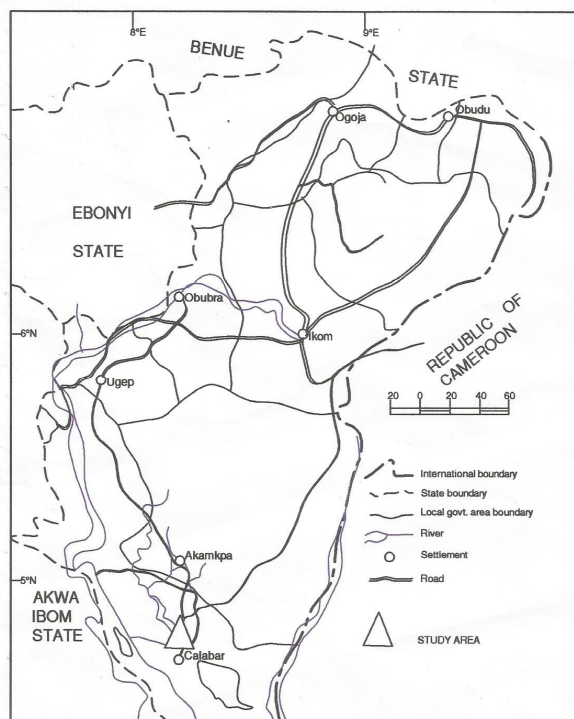 8°E
9°E
BENUE
STATE
Ogoja
Obudu
EBONYI
STATE
Obubra
6°N
Ikom
REPUBLIC OF
CAMEROON
Ugep
20 0 20 40 60
International boundary
State boundary
Local govt. area boundary
River
Settlement
Road
Akamkpa
5°N
AKWA
IBOM
STATE
STUDY AREA
Calabar